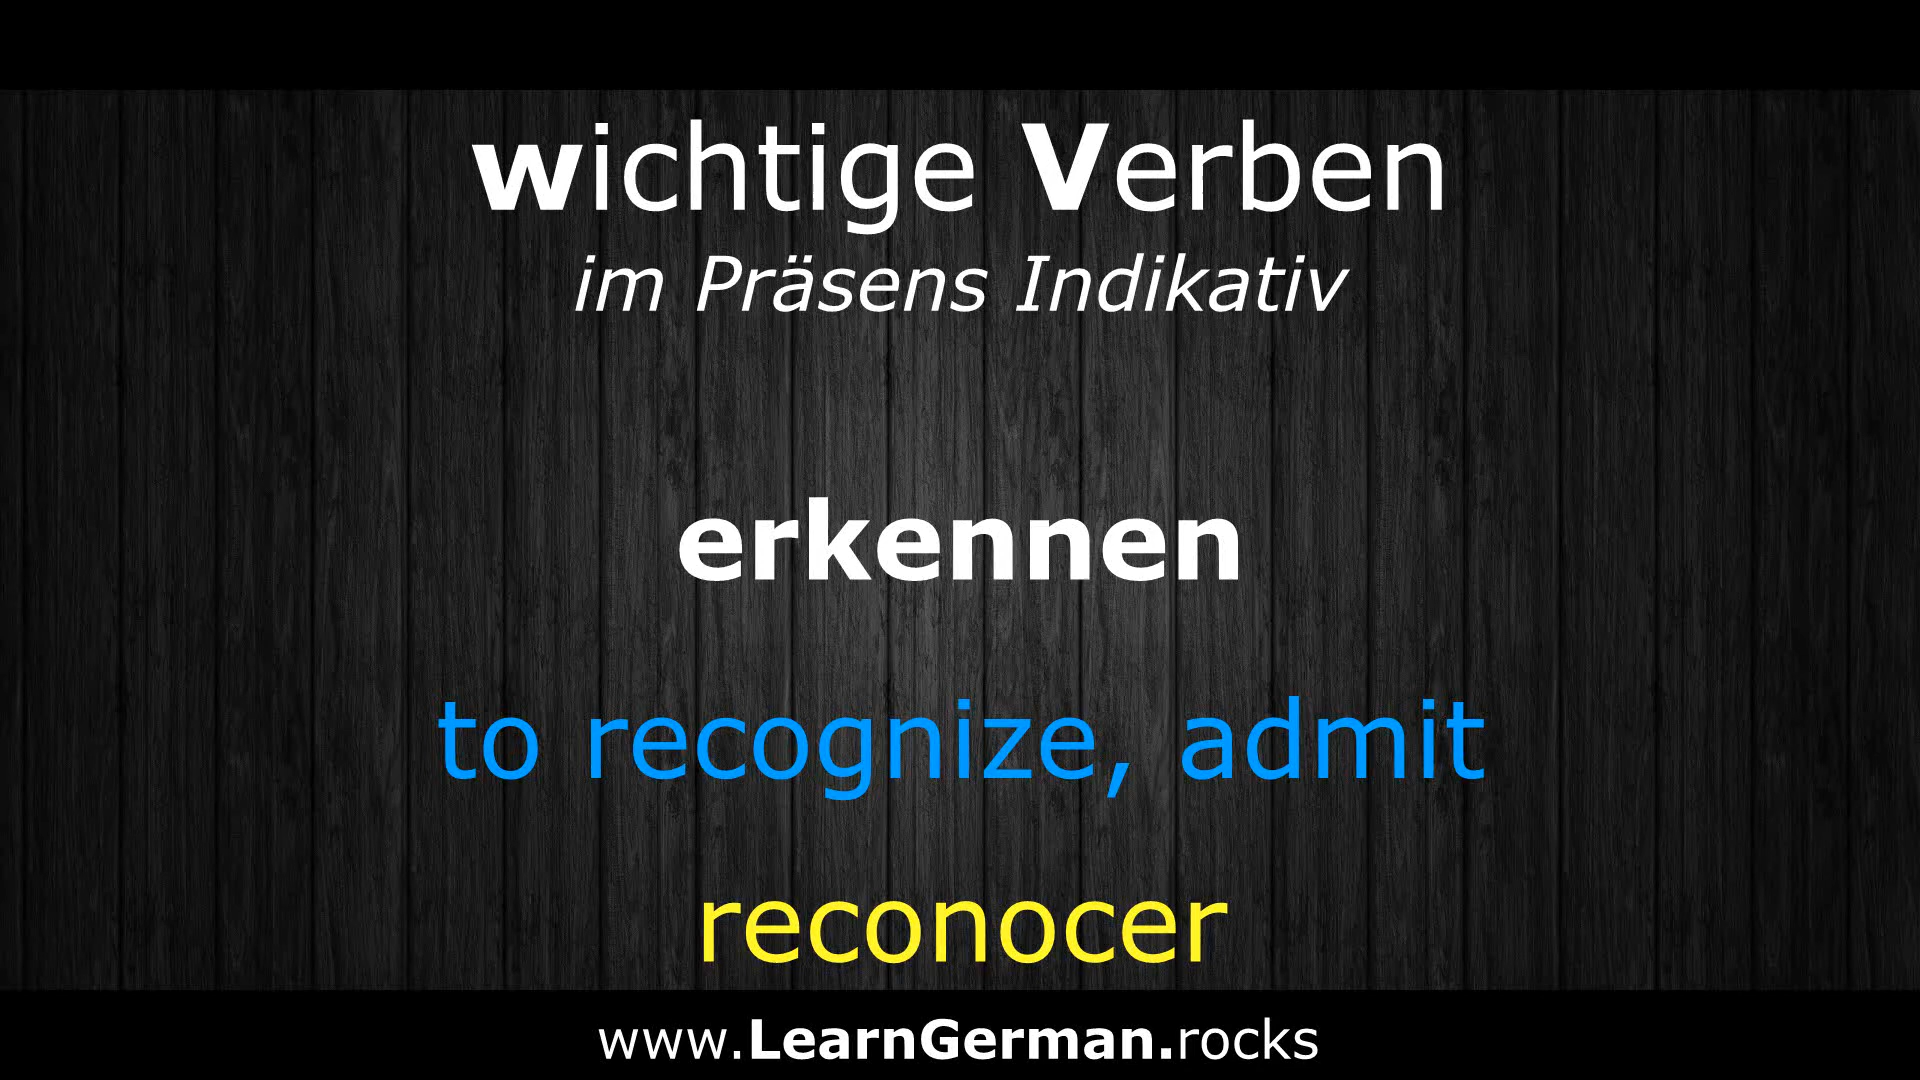 wichtige Verben
im Präsens Indikativ
erkennen
to recognize, admit
reconocer
www.LearnGerman.rocks